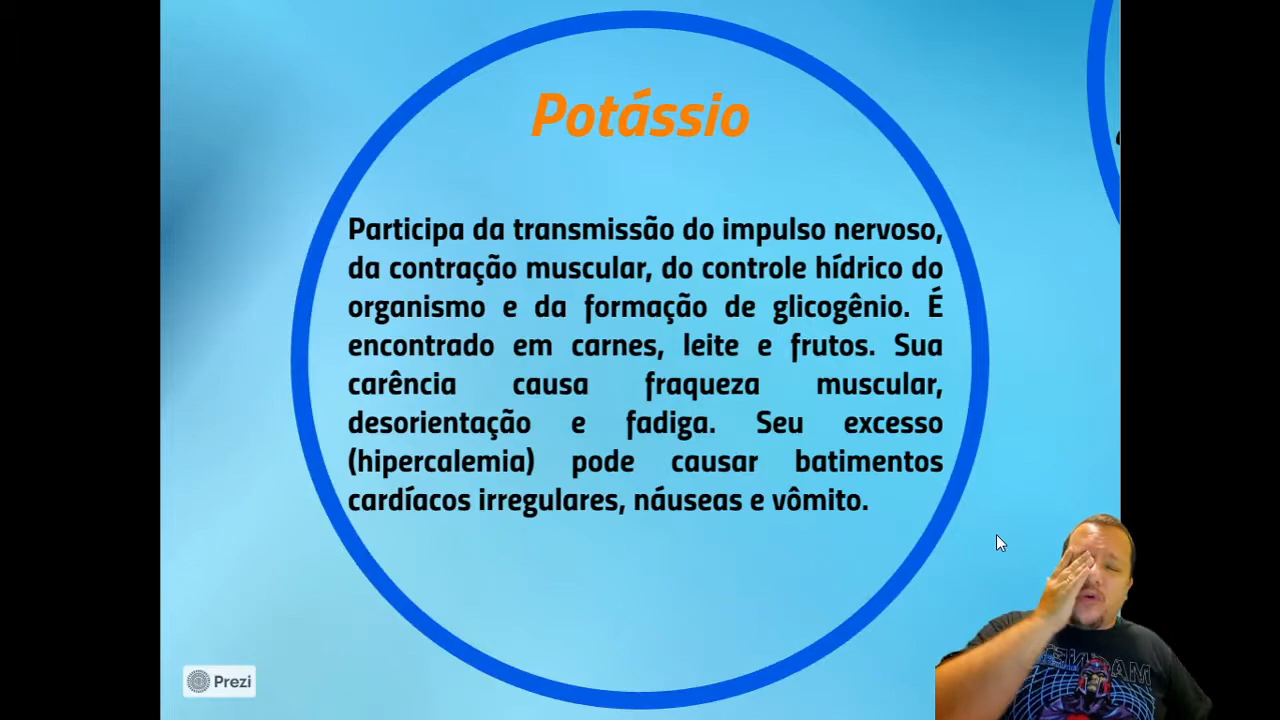 Potássio
Participa da transmissão do impulso nervoso,
da contração muscular, do controle hídrico do
organismo e da formação de glicogênio. É
encontrado em carnes, leite e frutos. Sua
carência causa fraqueza muscular,
desorientação e fadiga. Seu excesso
(hipercalemia) pode causar batimentos
cardíacos irregulares, náuseas e vômito.
Prezi